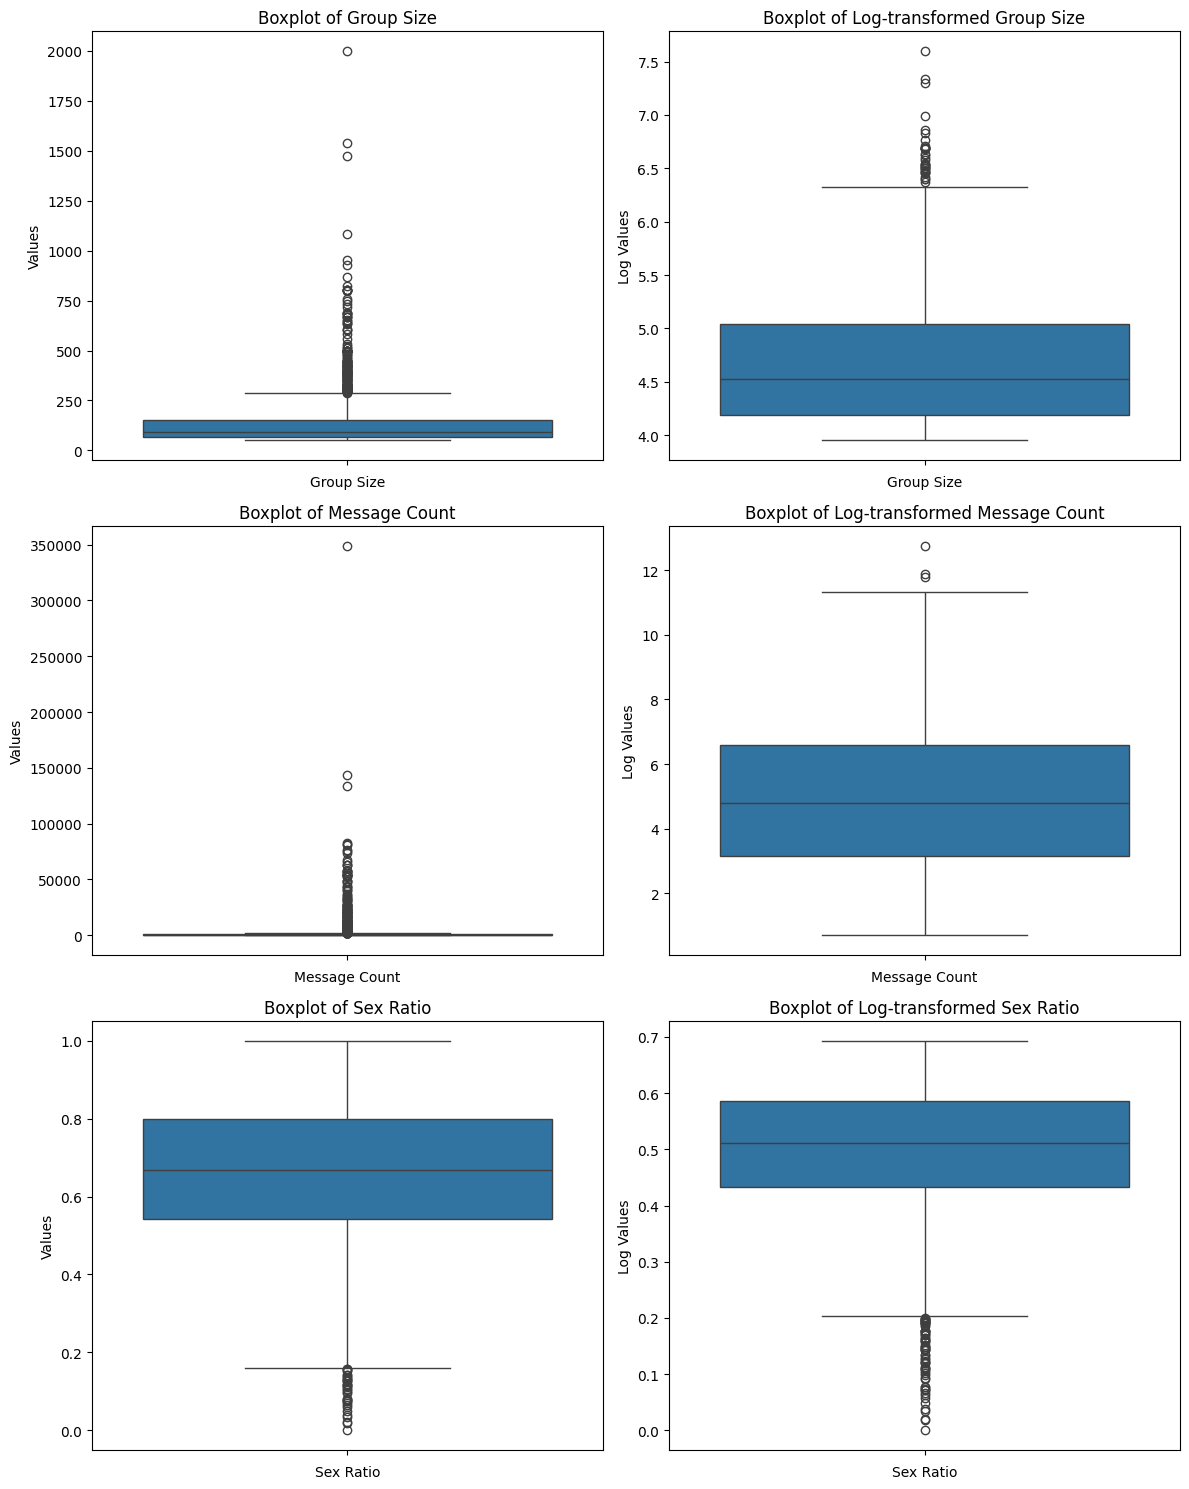 Boxplot of Group Size
2000
1750
1500
1250
1000
750
500
250
0
Values
Group Size
Boxplot of Log-transformed Group Size
7.5
7.0
6.5
6.0
5.5
5.0
4.5
4.0
Log Values
Group Size
Boxplot of Message Count
350000
300000
250000
200000
150000
100000
50000
0
Values
Message Count
Boxplot of Log-transformed Message Count
12
10
8
6
4
2
Log Values
Message Count
Boxplot of Sex Ratio
1.0
0.8
0.6
0.4
0.2
0.0
Values
Sex Ratio
Boxplot of Log-transformed Sex Ratio
0.7
0.6
0.5
0.4
0.3
0.2
0.1
0.0
Log Values
Sex Ratio